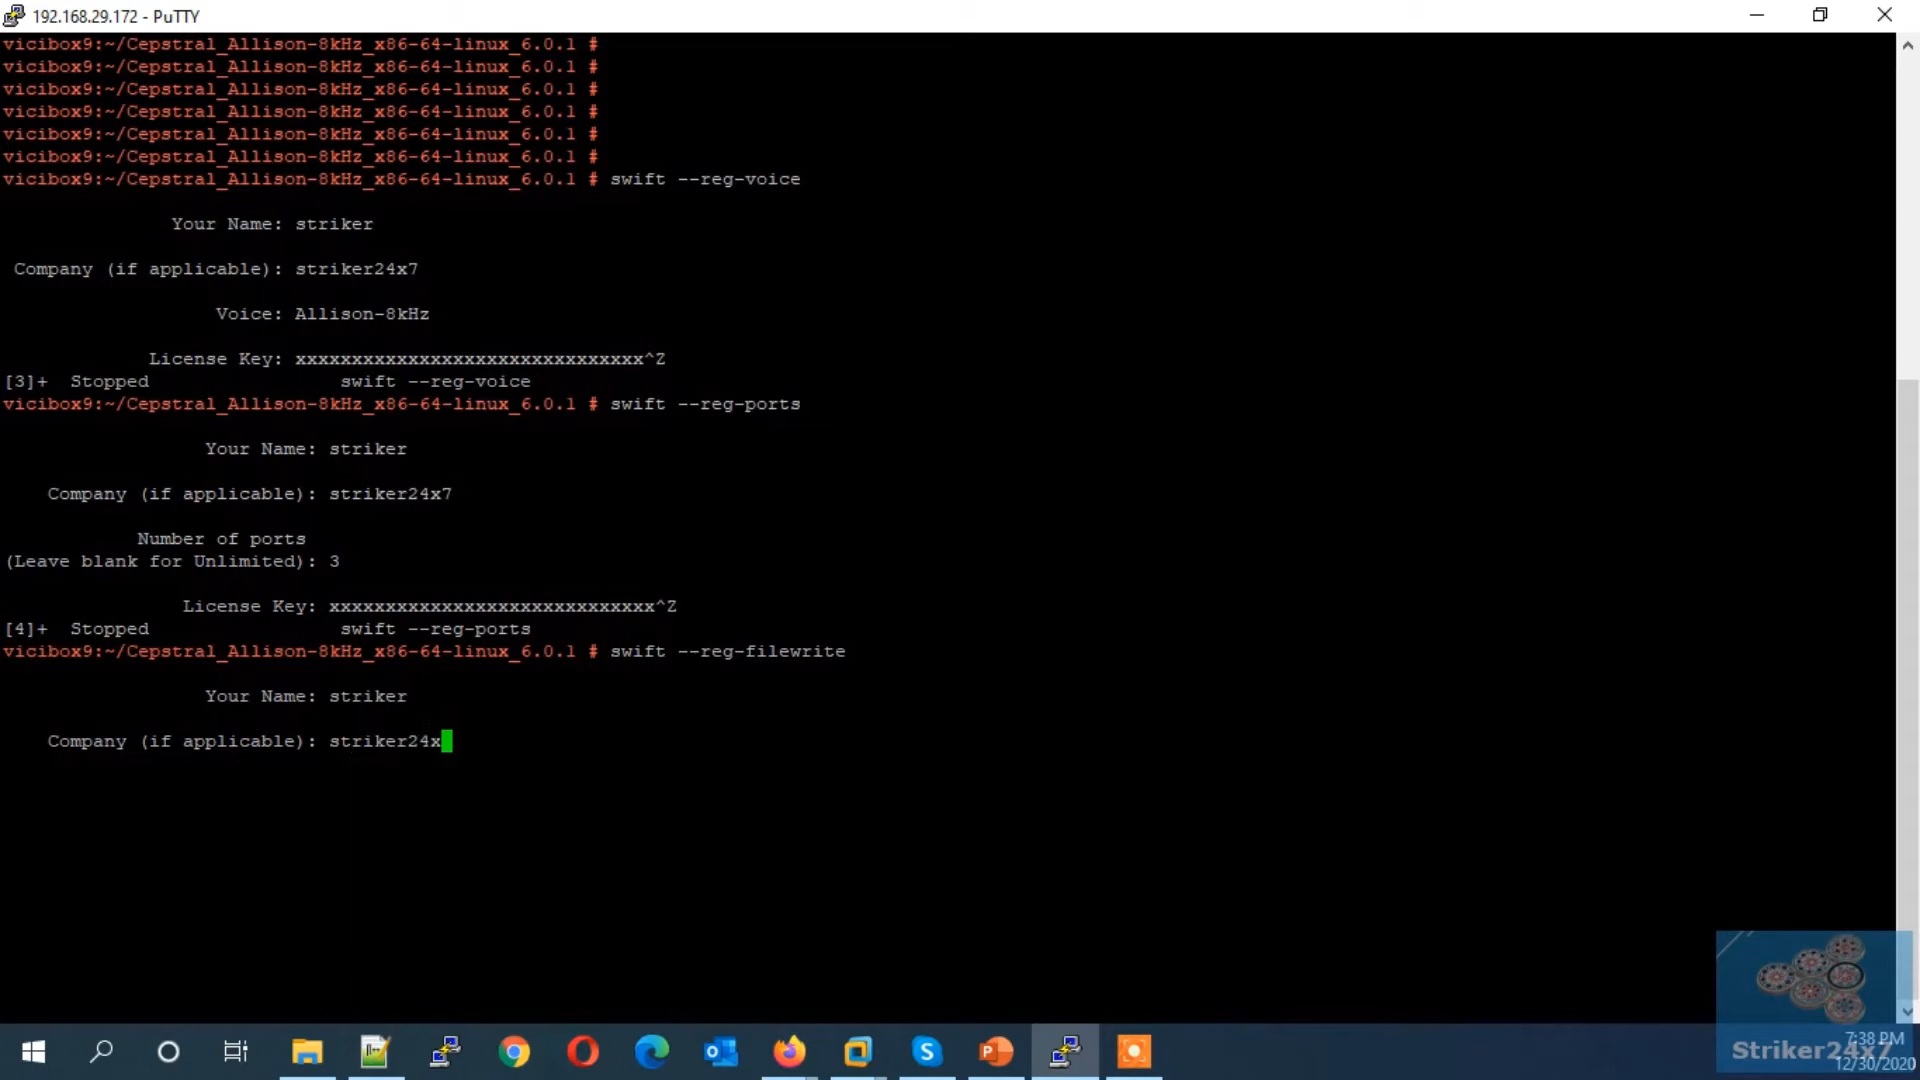 192.168.29.172 - PuTTY
vicibox9:~/Cepstral_Allison-8kHz_x86-64-linux_6.0.1 #
vicibox9:~/Cepstral_Allison-8kHz_x86-64-linux_6.0.1 #
vicibox9:~/Cepstral_Allison-8kHz_x86-64-linux_6.0.1 #
vicibox9:~/Cepstral_Allison-8kHz_x86-64-linux_6.0.1 #
vicibox9:~/Cepstral_Allison-8kHz_x86-64-linux_6.0.1 #
vicibox9:~/Cepstral_Allison-8kHz_x86-64-linux_6.0.1 #
vicibox9:~/Cepstral_Allison-8kHz_x86-64-linux_6.0.1 # swift --reg-voice
Your Name: striker
Company (if applicable): striker24x7
Voice: Allison-8kHz
License Key: xxxxxxxxxxxxxxxxxxxxxxxxxxxxxxx^Z
[3]+ Stopped swift --reg-voice
vicibox9:~/Cepstral_Allison-8kHz_x86-64-linux_6.0.1 # swift --reg-ports
Your Name: striker
Company (if applicable): striker24x7
Number of ports
(Leave blank for Unlimited): 3
License Key: xxxxxxxxxxxxxxxxxxxxxxxxxxxxx^Z
[4]+ Stopped swift --reg-ports
vicibox9:~/Cepstral_Allison-8kHz_x86-64-linux_6.0.1 # swift --reg-filewrite
Your Name: striker
Company (if applicable): striker24x
7:38 PM
Striker24x7
12/30/2020